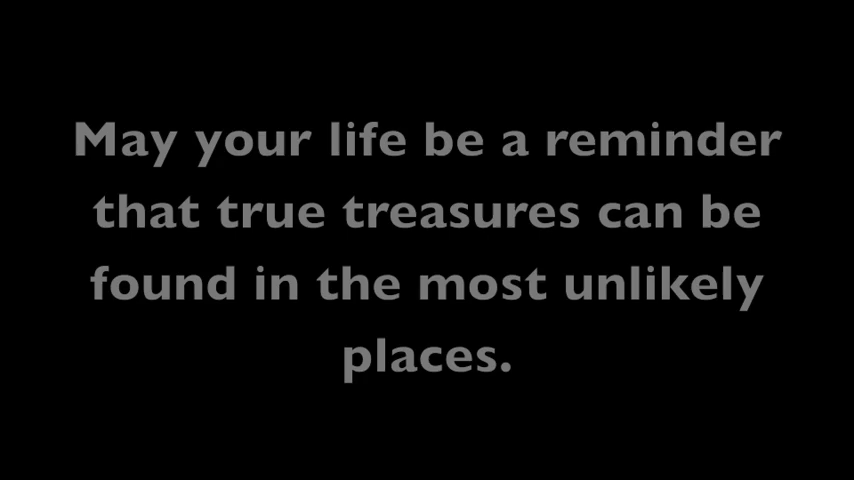 May your life be a reminder
that true treasures can be
found in the most unlikely
places.